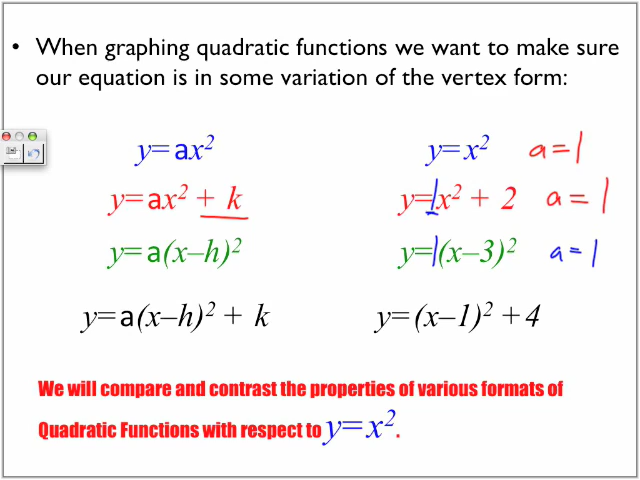 • When graphing quadratic functions we want to make sure
our equation is in some variation of the vertex form:
y=ax² y=x² a=1
y=ax² + k y=1x² + 2 a=1
y=a(x–h)² y=1(x–3)² a=1
y=a(x–h)² + k y=(x–1)² +4
We will compare and contrast the properties of various formats of
Quadratic Functions with respect to y=x².